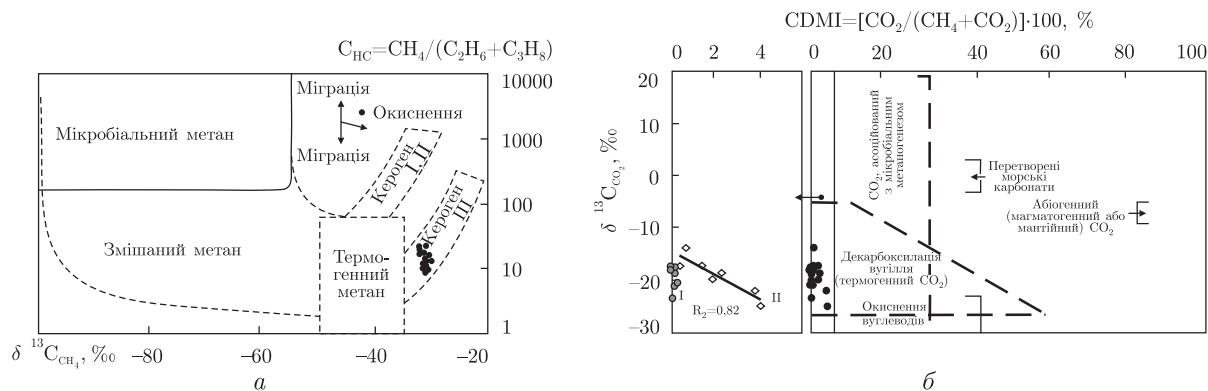 C_HC=CH₄/(C₂H₆+C₃H₈)
10000
1000
100
10
1
Міграція
Окиснення
Міграція
Мікробіальний метан
Кероген
I,II
Кероген
III
Змішаний метан
Термо-
генний
метан
δ ¹³C_CH₄, ‰
–80
–60
–40
–20
а
CDMI=[CO₂/(CH₄+CO₂)]·100, %
0
2
4
0
20
40
60
80
100
δ ¹³C_CO₂, ‰
20
10
5
0
–10
–20
–30
I
II
R₂=0,82
CO₂, асоційований
з мікробіальним
метаногенезом
Перетворені
морські
карбонати
Абіогенний
(магматогенний або
мантійний) CO₂
Декарбоксилація
вугілля
(термогенний CO₂)
Окиснення
вуглеводів
б